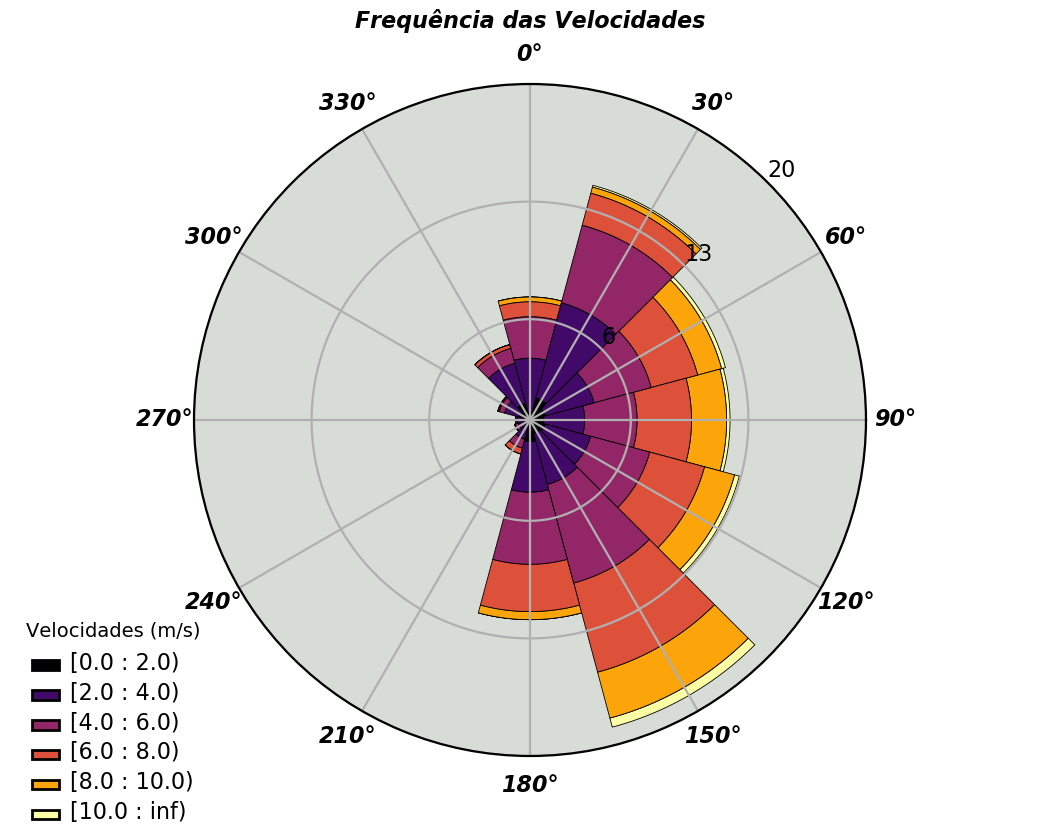 Frequência das Velocidades
0°
330°
30°
20
300°
60°
13
6
270°
90°
240°
120°
210°
150°
180°
Velocidades (m/s)
[0.0 : 2.0)
[2.0 : 4.0)
[4.0 : 6.0)
[6.0 : 8.0)
[8.0 : 10.0)
[10.0 : inf)